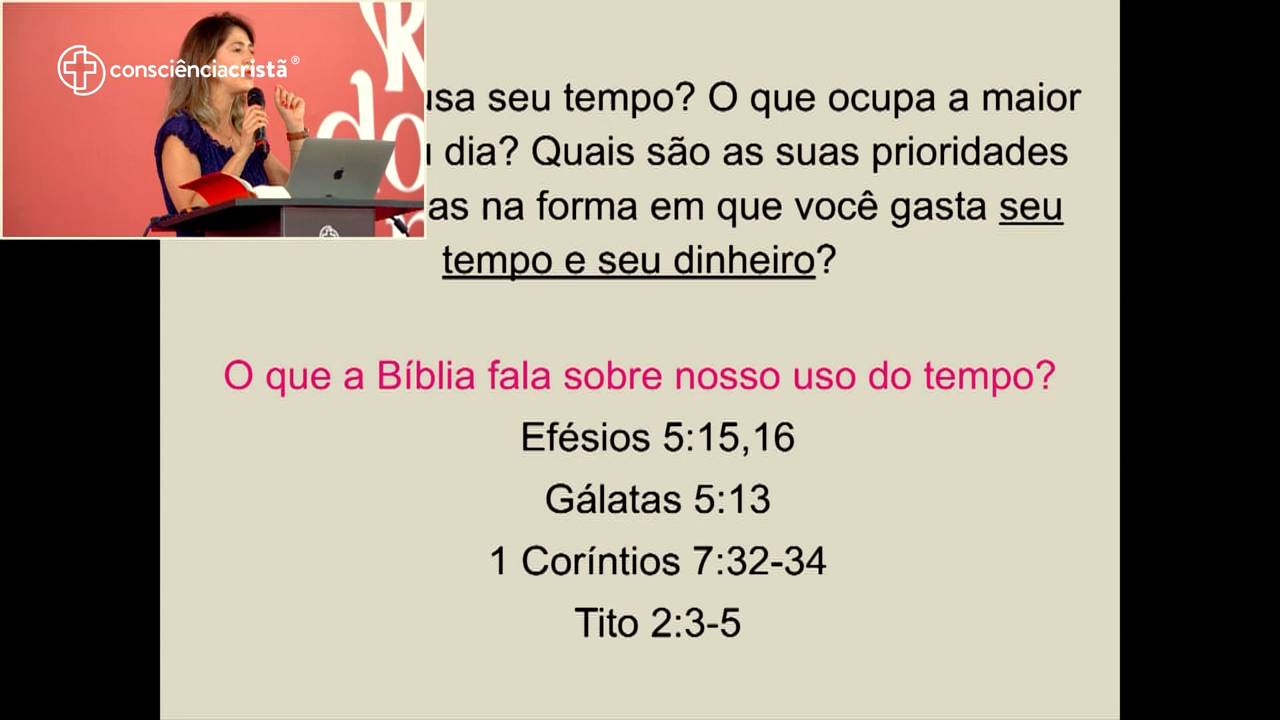 consciênciacristã®
usa seu tempo? O que ocupa a maior
dia? Quais são as suas prioridades
as na forma em que você gasta seu
tempo e seu dinheiro?
O que a Bíblia fala sobre nosso uso do tempo?
Efésios 5:15,16
Gálatas 5:13
1 Coríntios 7:32-34
Tito 2:3-5